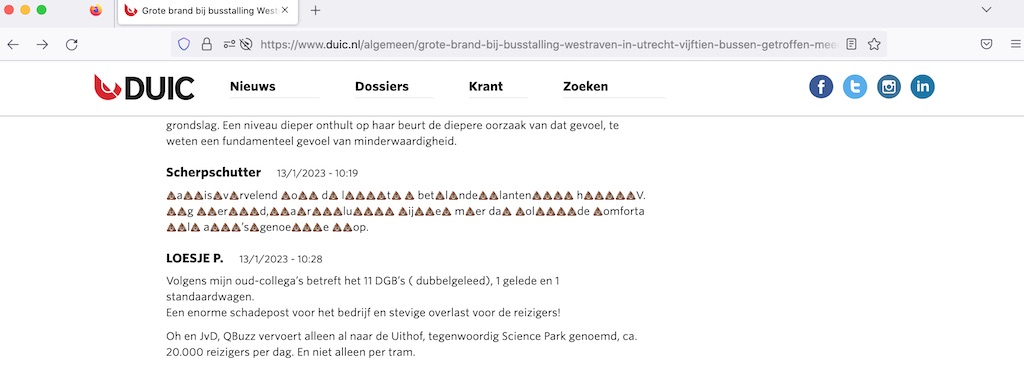 Grote brand bij busstalling West
https://www.duic.nl/algemeen/grote-brand-bij-busstalling-westraven-in-utrecht-vijftien-bussen-getroffen-mee
DUIC
Nieuws
Dossiers
Krant
Zoeken
grondslag. Een niveau dieper onthult op haar beurt de diepere oorzaak van dat gevoel, te
weten een fundamenteel gevoel van minderwaardigheid.
Scherpschutter 13/1/2023 - 10:19
💩a💩💩is💩v💩rvelend 💩o💩💩 d💩 l💩💩💩💩t💩 💩 bet💩l💩nde💩💩lanten💩💩💩💩 h💩💩💩💩💩V.
💩💩g 💩💩er💩💩💩d,💩💩a💩r💩💩💩lu💩💩💩💩 💩ij💩💩e💩 m💩er da💩 💩ol💩💩💩💩de 💩omforta
💩💩l💩 a💩💩💩's💩genoe💩💩💩e 💩💩op.
LOESJE P. 13/1/2023 - 10:28
Volgens mijn oud-collega's betreft het 11 DGB's ( dubbelgeleed), 1 gelede en 1
standaardwagen.
Een enorme schadepost voor het bedrijf en stevige overlast voor de reizigers!
Oh en JvD, QBuzz vervoert alleen al naar de Uithof, tegenwoordig Science Park genoemd, ca.
20.000 reizigers per dag. En niet alleen per tram.